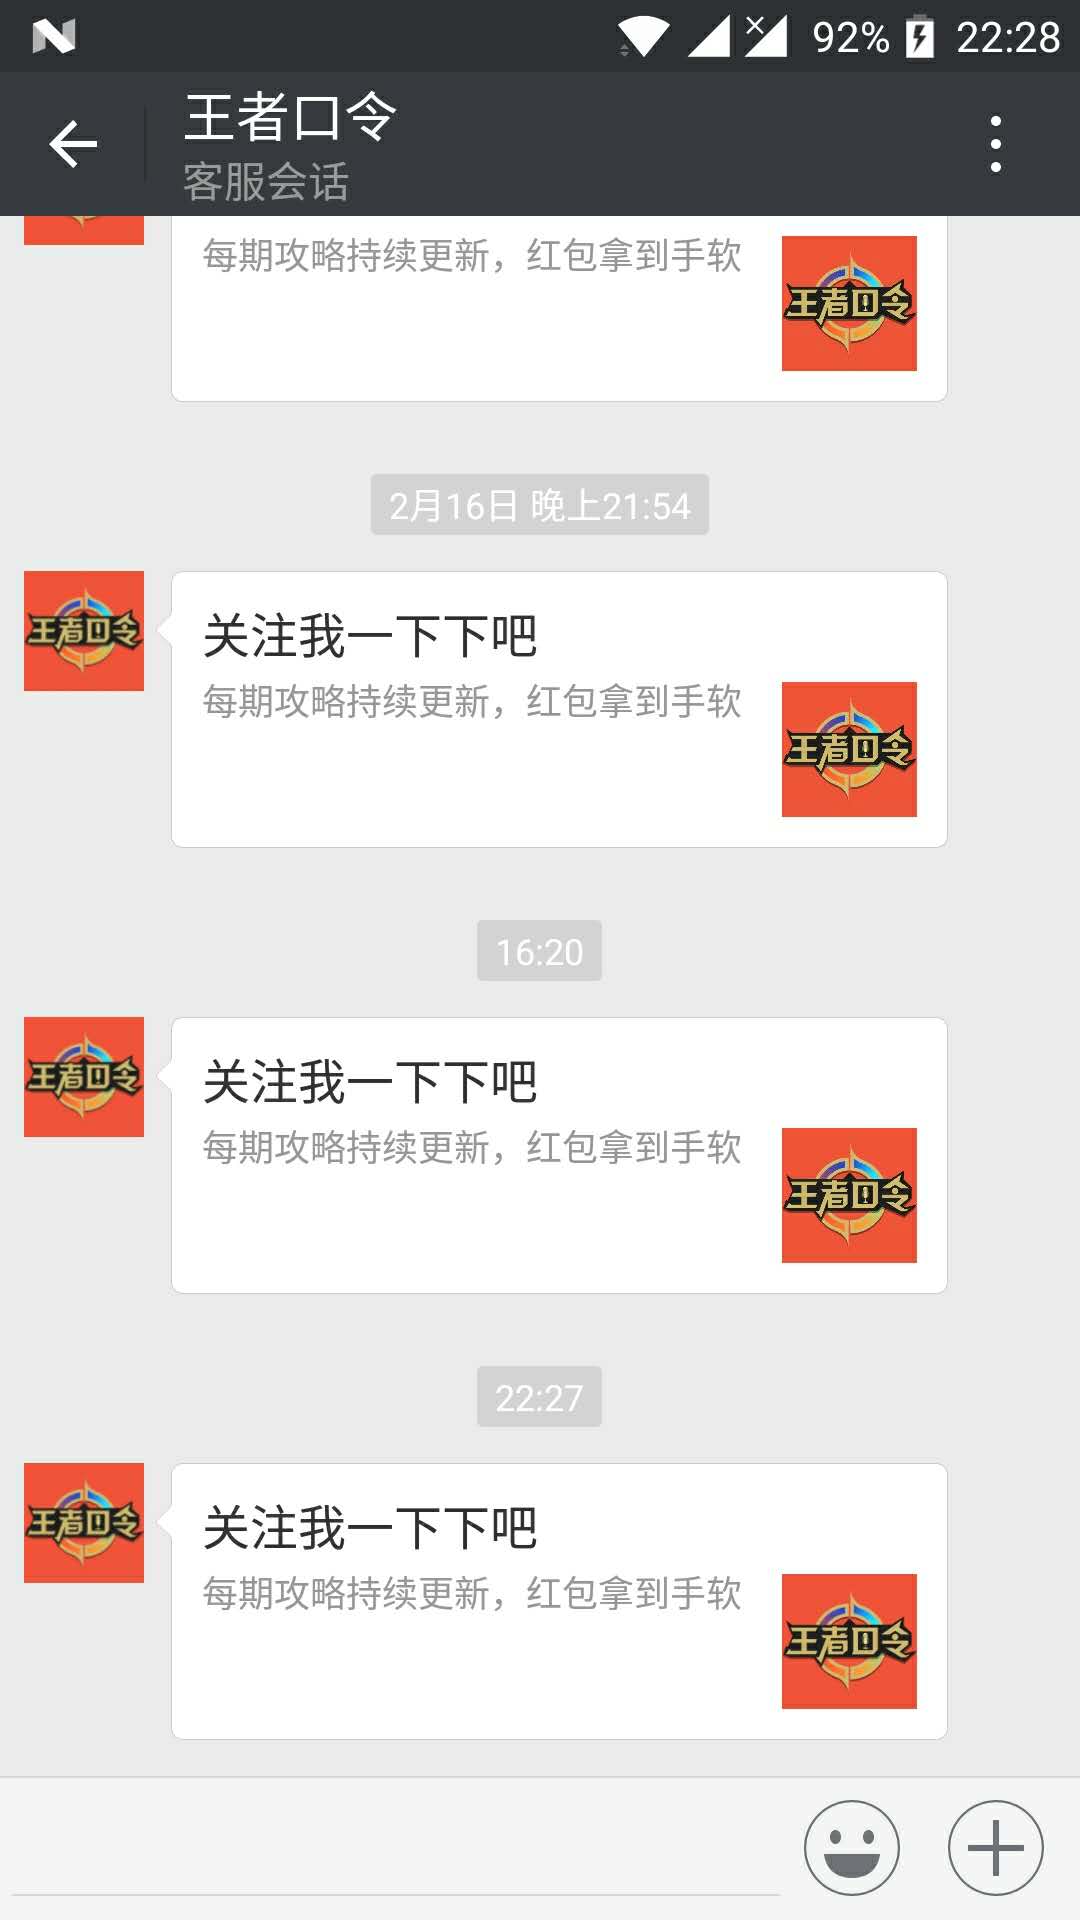 92% 22:28
王者口令
客服会话
每期攻略持续更新，红包拿到手软
王者口令
2月16日 晚上21:54
王者口令
关注我一下下吧
每期攻略持续更新，红包拿到手软
王者口令
16:20
王者口令
关注我一下下吧
每期攻略持续更新，红包拿到手软
王者口令
22:27
王者口令
关注我一下下吧
每期攻略持续更新，红包拿到手软
王者口令